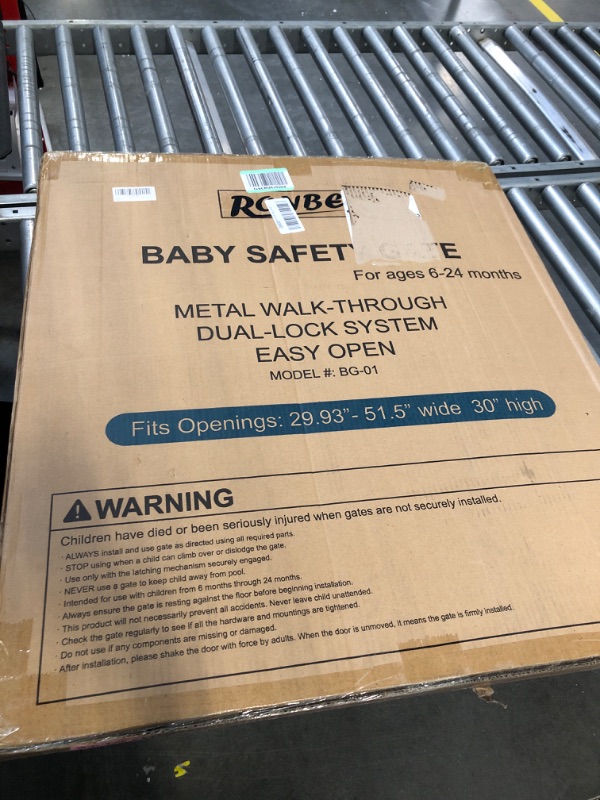 BABY SAFETY GATE
For ages 6-24 months
METAL WALK-THROUGH
DUAL-LOCK SYSTEM
EASY OPEN
MODEL #: BG-01
Fits Openings: 29.93”- 51.5” wide 30” high
WARNING
Children have died or been seriously injured when gates are not securely installed.
· ALWAYS install and use gate as directed using all required parts.
· STOP using when a child can climb over or dislodge the gate.
· Use only with the latching mechanism securely engaged.
· NEVER use a gate to keep child away from pool.
· Intended for use with children from 6 months through 24 months.
· Always ensure the gate is resting against the floor before beginning installation.
· This product will not necessarily prevent all accidents. Never leave child unattended.
· Check the gate regularly to see if all the hardware and mountings are tightened.
· Do not use if any components are missing or damaged.
· After installation, please shake the door with force by adults. When the door is unmoved, it means the gate is firmly installed.